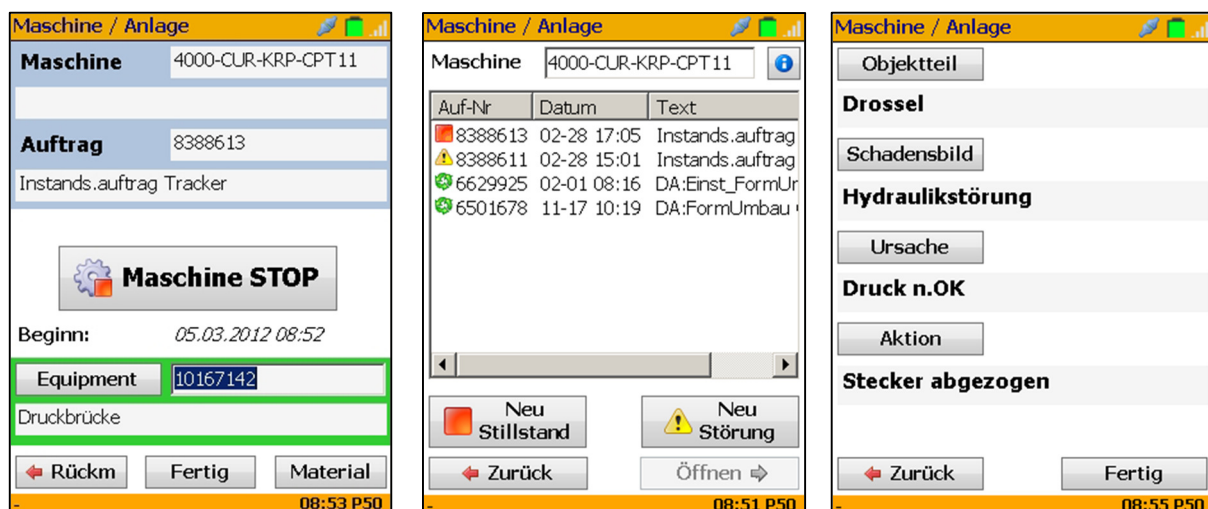 Maschine / Anlage
Maschine 4000-CUR-KRP-CPT11
Auftrag 8388613
Instands.auftrag Tracker
Maschine STOP
Beginn: 05.03.2012 08:52
Equipment 10167142
Druckbrücke
Rückm Fertig Material
- 08:53 P50
Maschine / Anlage
Maschine 4000-CUR-KRP-CPT11
Auf-Nr Datum Text
8388613 02-28 17:05 Instands.auftrag
8388611 02-28 15:01 Instands.auftrag
6629925 02-01 08:16 DA:Einst_FormUr
6501678 11-17 10:19 DA:FormUmbau
Neu Stillstand
Neu Störung
Zurück Öffnen
- 08:51 P50
Maschine / Anlage
Objektteil
Drossel
Schadensbild
Hydraulikstörung
Ursache
Druck n.OK
Aktion
Stecker abgezogen
Zurück Fertig
- 08:55 P50